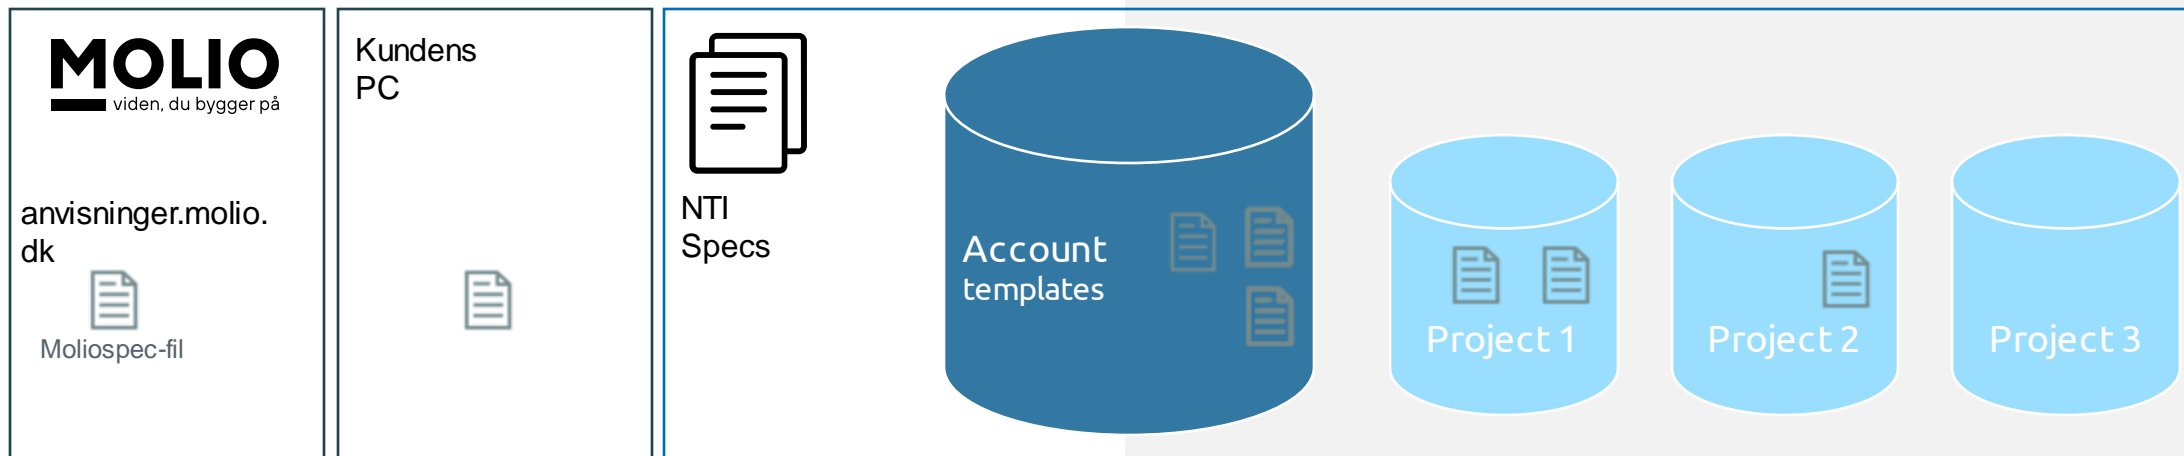 MOLIO
viden, du bygger på
anvisninger.molio.
dk
Moliospec-fil
Kundens
PC
NTI
Specs
Account
templates
Project 1
Project 2
Project 3